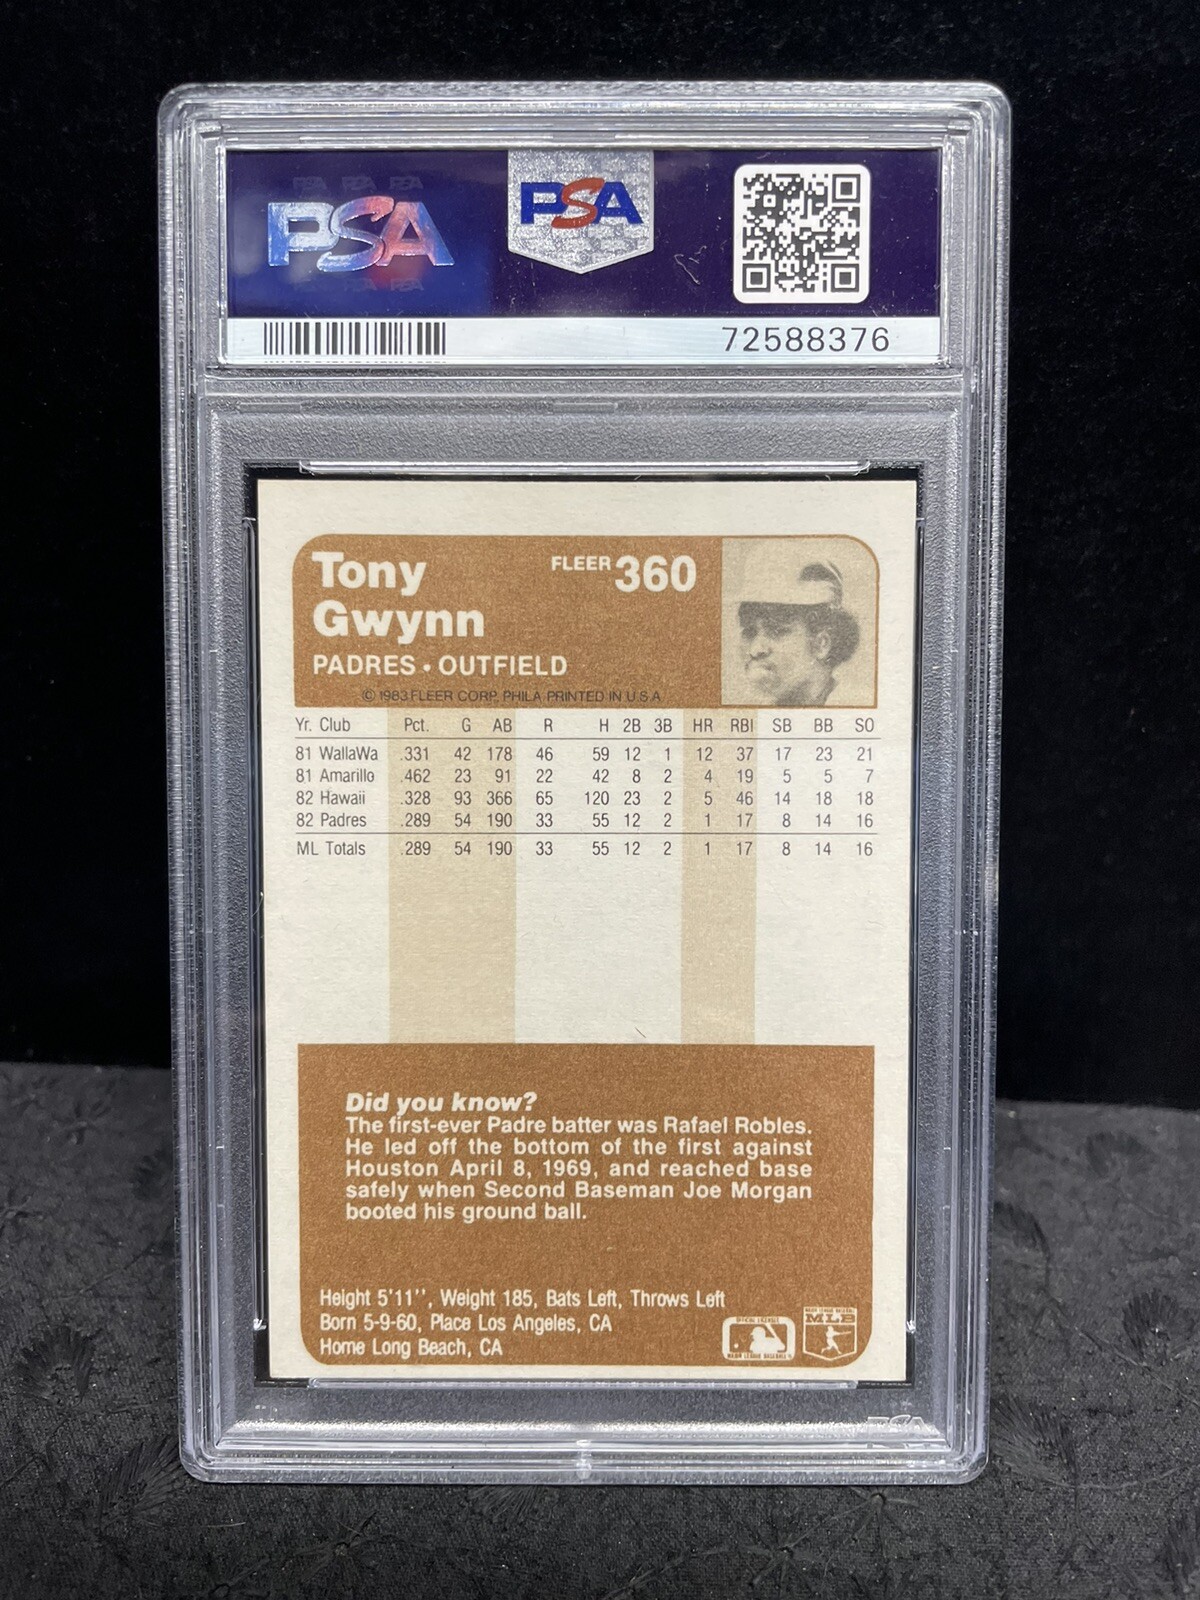 PSA PSA PSA
PSA
PSA
PSA PSA PSA
72588376
Tony
Gwynn
FLEER 360
PADRES • OUTFIELD
© 1983 FLEER CORP. PHILA. PRINTED IN U.S.A.
Yr. Club Pct. G AB R H 2B 3B HR RBI SB BB SO
81 WallaWa .331 42 178 46 59 12 1 12 37 17 23 21
81 Amarillo .462 23 91 22 42 8 2 4 19 5 5 7
82 Hawaii .328 93 366 65 120 23 2 5 46 14 18 18
82 Padres .289 54 190 33 55 12 2 1 17 8 14 16
ML Totals .289 54 190 33 55 12 2 1 17 8 14 16
Did you know?
The first-ever Padre batter was Rafael Robles.
He led off the bottom of the first against
Houston April 8, 1969, and reached base
safely when Second Baseman Joe Morgan
booted his ground ball.
Height 5'11'', Weight 185, Bats Left, Throws Left
Born 5-9-60, Place Los Angeles, CA
Home Long Beach, CA
MLB
PSA